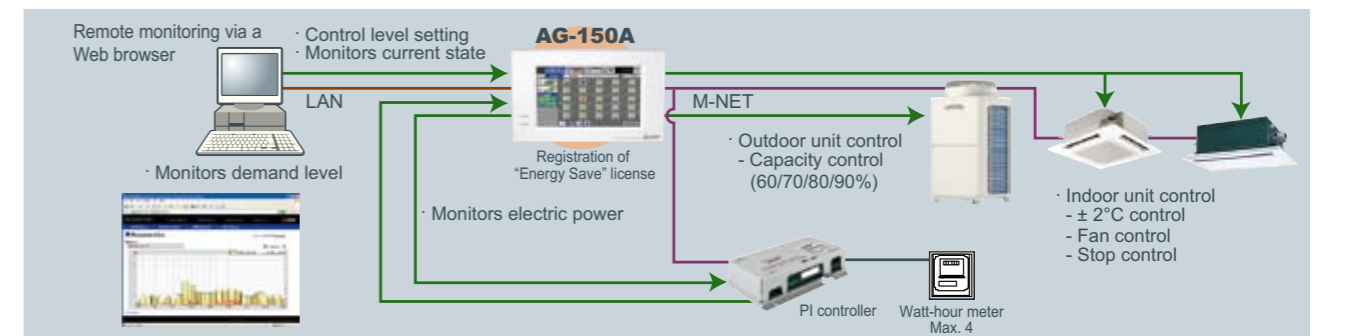 Remote monitoring via a
Web browser
· Control level setting
· Monitors current state
AG-150A
LAN
M-NET
Registration of
“Energy Save” license
· Monitors demand level
· Outdoor unit control
- Capacity control
(60/70/80/90%)
· Monitors electric power
· Indoor unit control
- ± 2°C control
- Fan control
- Stop control
PI controller
Watt-hour meter
Max. 4